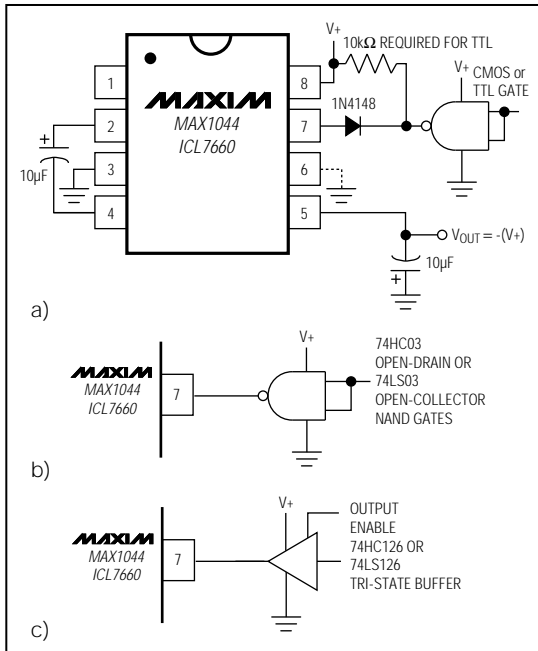 V+
10kΩ REQUIRED FOR TTL
1
8
V+
CMOS or
TTL GATE
MAXIM
MAX1044
ICL7660
1N4148
2
7
+
10µF
3
6
4
5
VOUT = -(V+)
10µF
+
a)
V+
74HC03
OPEN-DRAIN OR
74LS03
OPEN-COLLECTOR
NAND GATES
MAXIM
MAX1044
ICL7660
7
b)
V+
OUTPUT
ENABLE
74HC126 OR
74LS126
TRI-STATE BUFFER
MAXIM
MAX1044
ICL7660
7
c)